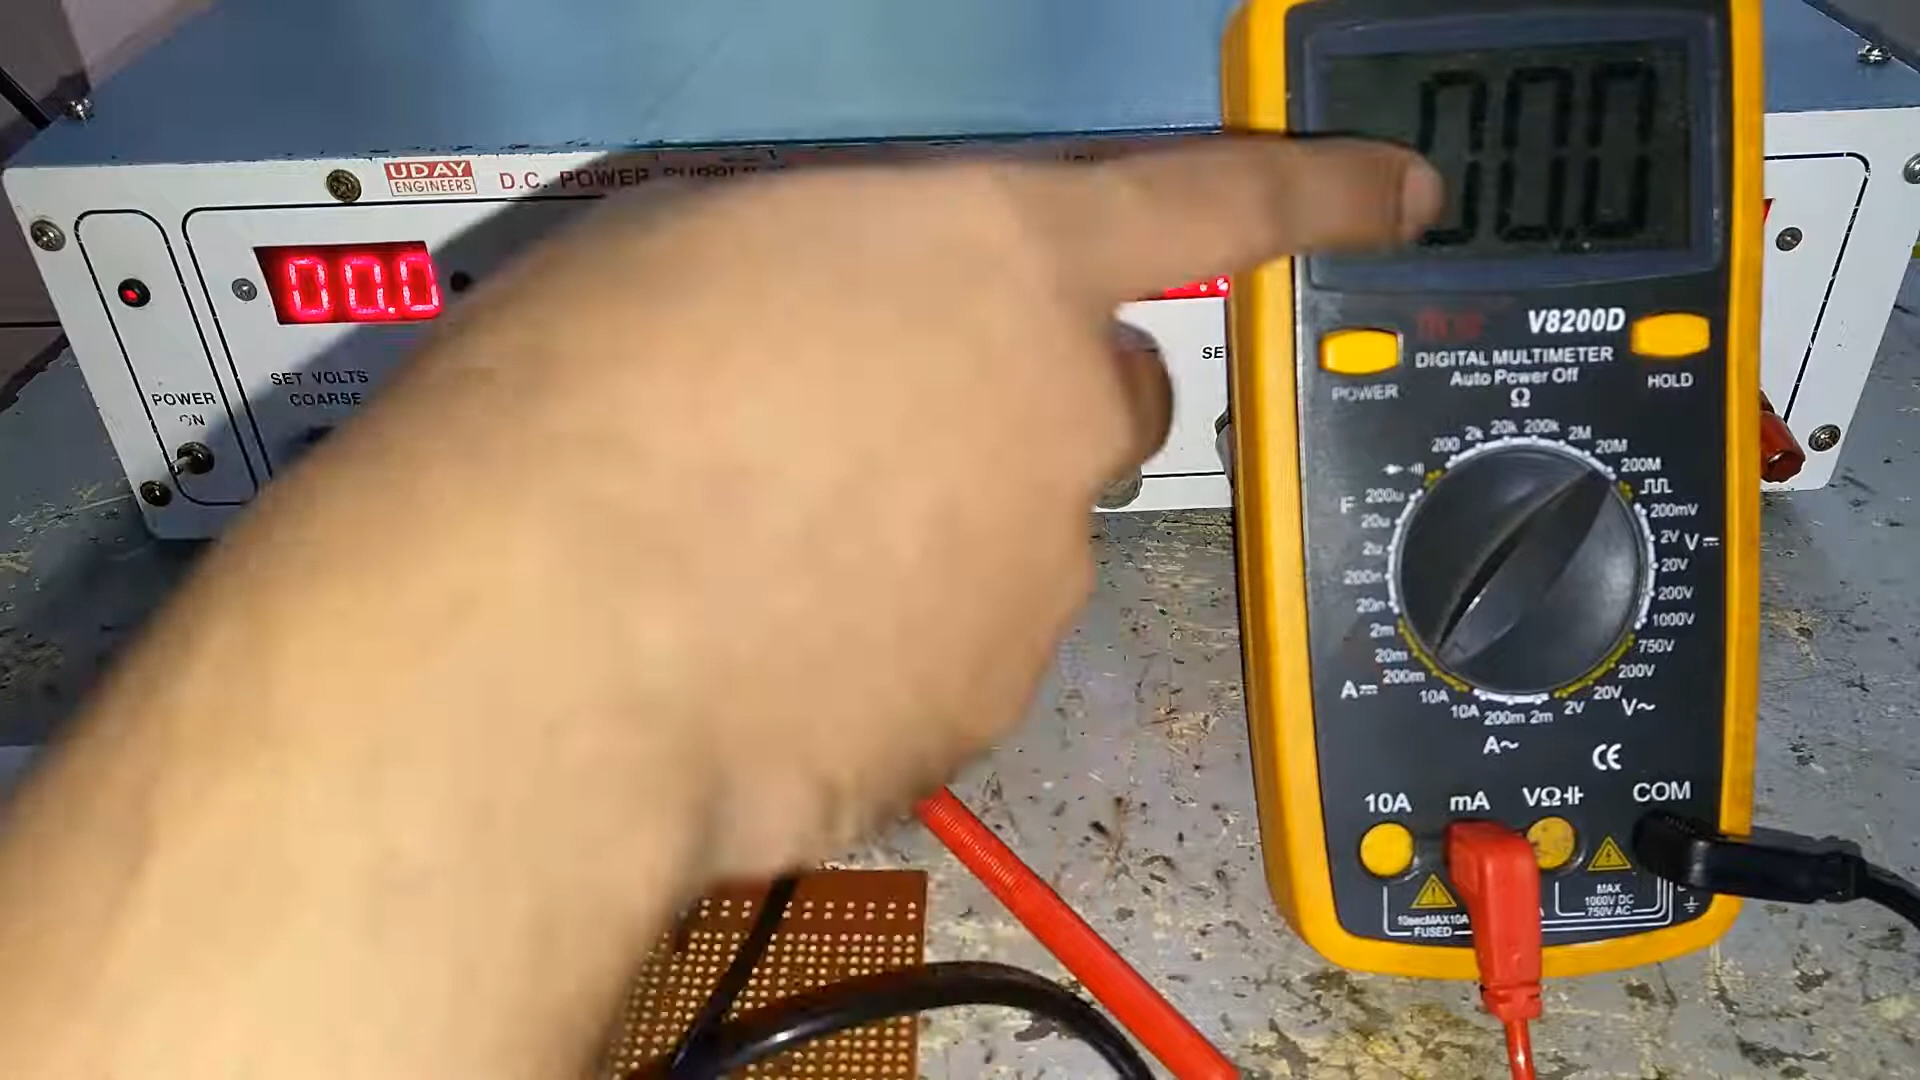 UDAY
ENGINEERS
D.C. POWER
00.0
SET VOLTS
COARSE
POWER
ON
SE
00.0
V8200D
DIGITAL MULTIMETER
Auto Power Off
POWER
HOLD
Ω
200 2k 20k 200k 2M 20M 200M
F 200u
20u
2u
200n
20n
2m
20m
200m
10A
A
200mV
2V
V
20V
200V
1000V
750V
200V
20V
2V
V~
10A 200m 2m
A~
CE
10A mA VΩ COM
MAX
1000V DC
750V AC
10secMAX10A
FUSED